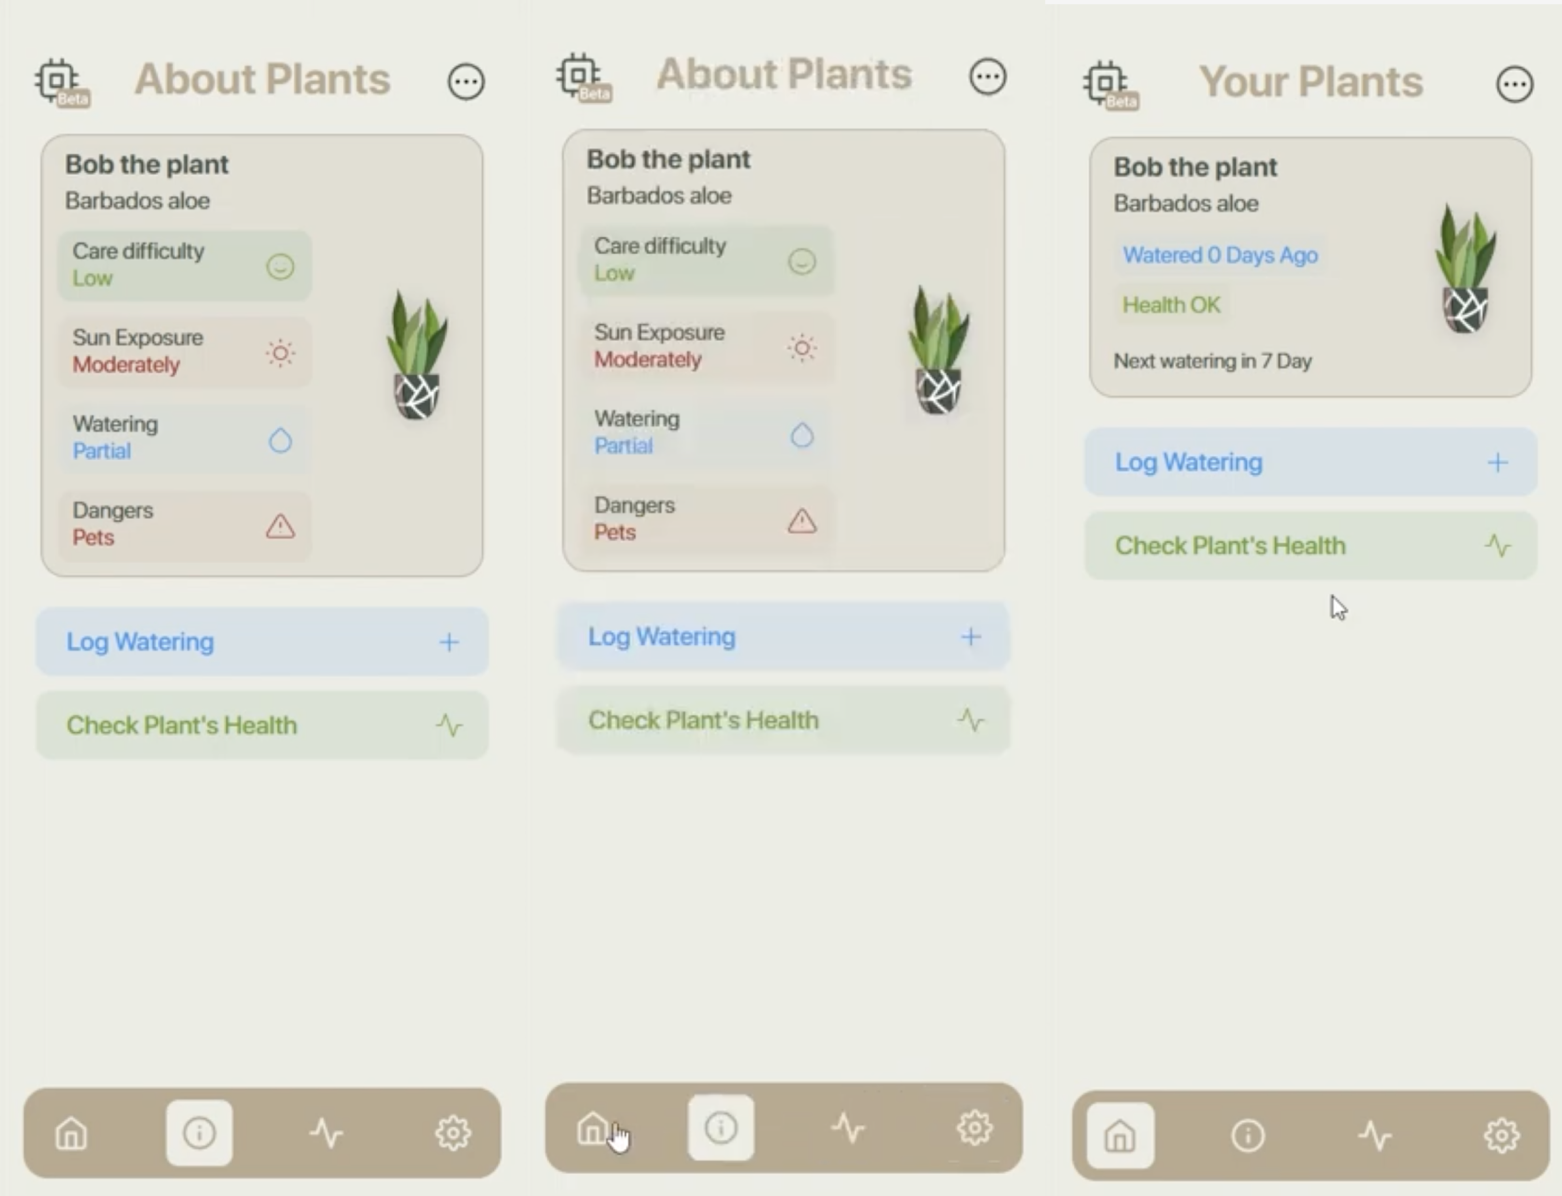 About Plants
Beta
Bob the plant
Barbados aloe
Care difficulty
Low
Sun Exposure
Moderately
Watering
Partial
Dangers
Pets
Log Watering
Check Plant's Health
About Plants
Beta
Bob the plant
Barbados aloe
Care difficulty
Low
Sun Exposure
Moderately
Watering
Partial
Dangers
Pets
Log Watering
Check Plant's Health
Your Plants
Beta
Bob the plant
Barbados aloe
Watered 0 Days Ago
Health OK
Next watering in 7 Day
Log Watering
Check Plant's Health